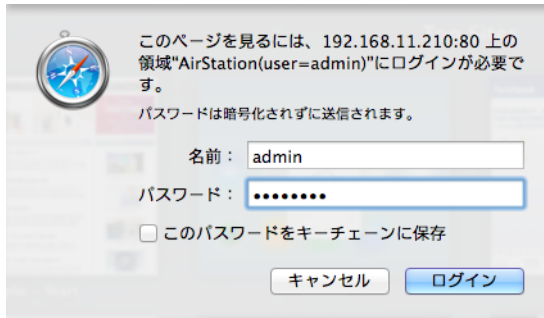 このページを見るには、192.168.11.210:80 上の
領域"AirStation(user=admin)"にログインが必要で
す。
パスワードは暗号化されずに送信されます。
名前： admin
パスワード： ••••••••
このパスワードをキーチェーンに保存
キャンセル ログイン